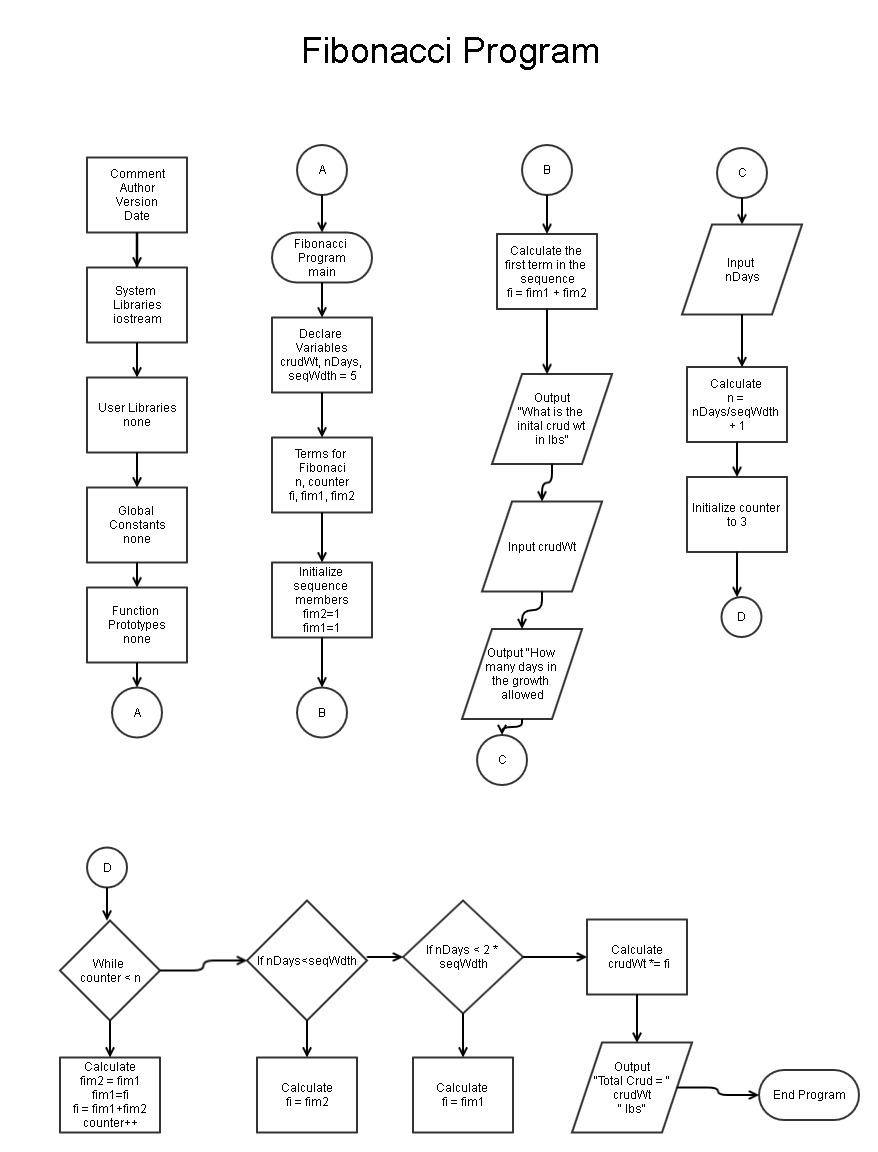 Fibonacci Program
Comment
Author
Version
Date
System
Libraries
iostream
User Libraries
none
Global
Constants
none
Function
Prototypes
none
A
A
Fibonacci
Program
main
Declare
Variables
crudWt, nDays,
seqWdth = 5
Terms for
Fibonaci
n, counter
fi, fim1, fim2
Initialize
sequence
members
fim2=1
fim1=1
B
B
Calculate the
first term in the
sequence
fi = fim1 + fim2
Output
"What is the
inital crud wt
in lbs"
Input crudWt
Output "How
many days in
the growth
allowed
C
C
Input
nDays
Calculate
n =
nDays/seqWdth
+ 1
Initialize counter
to 3
D
D
While
counter < n
Calculate
fim2 = fim1
fim1=fi
fi = fim1+fim2
counter++
If nDays<seqWdth
Calculate
fi = fim2
If nDays < 2 *
seqWdth
Calculate
fi = fim1
Calculate
crudWt *= fi
Output
"Total Crud = "
crudWt
" lbs"
End Program